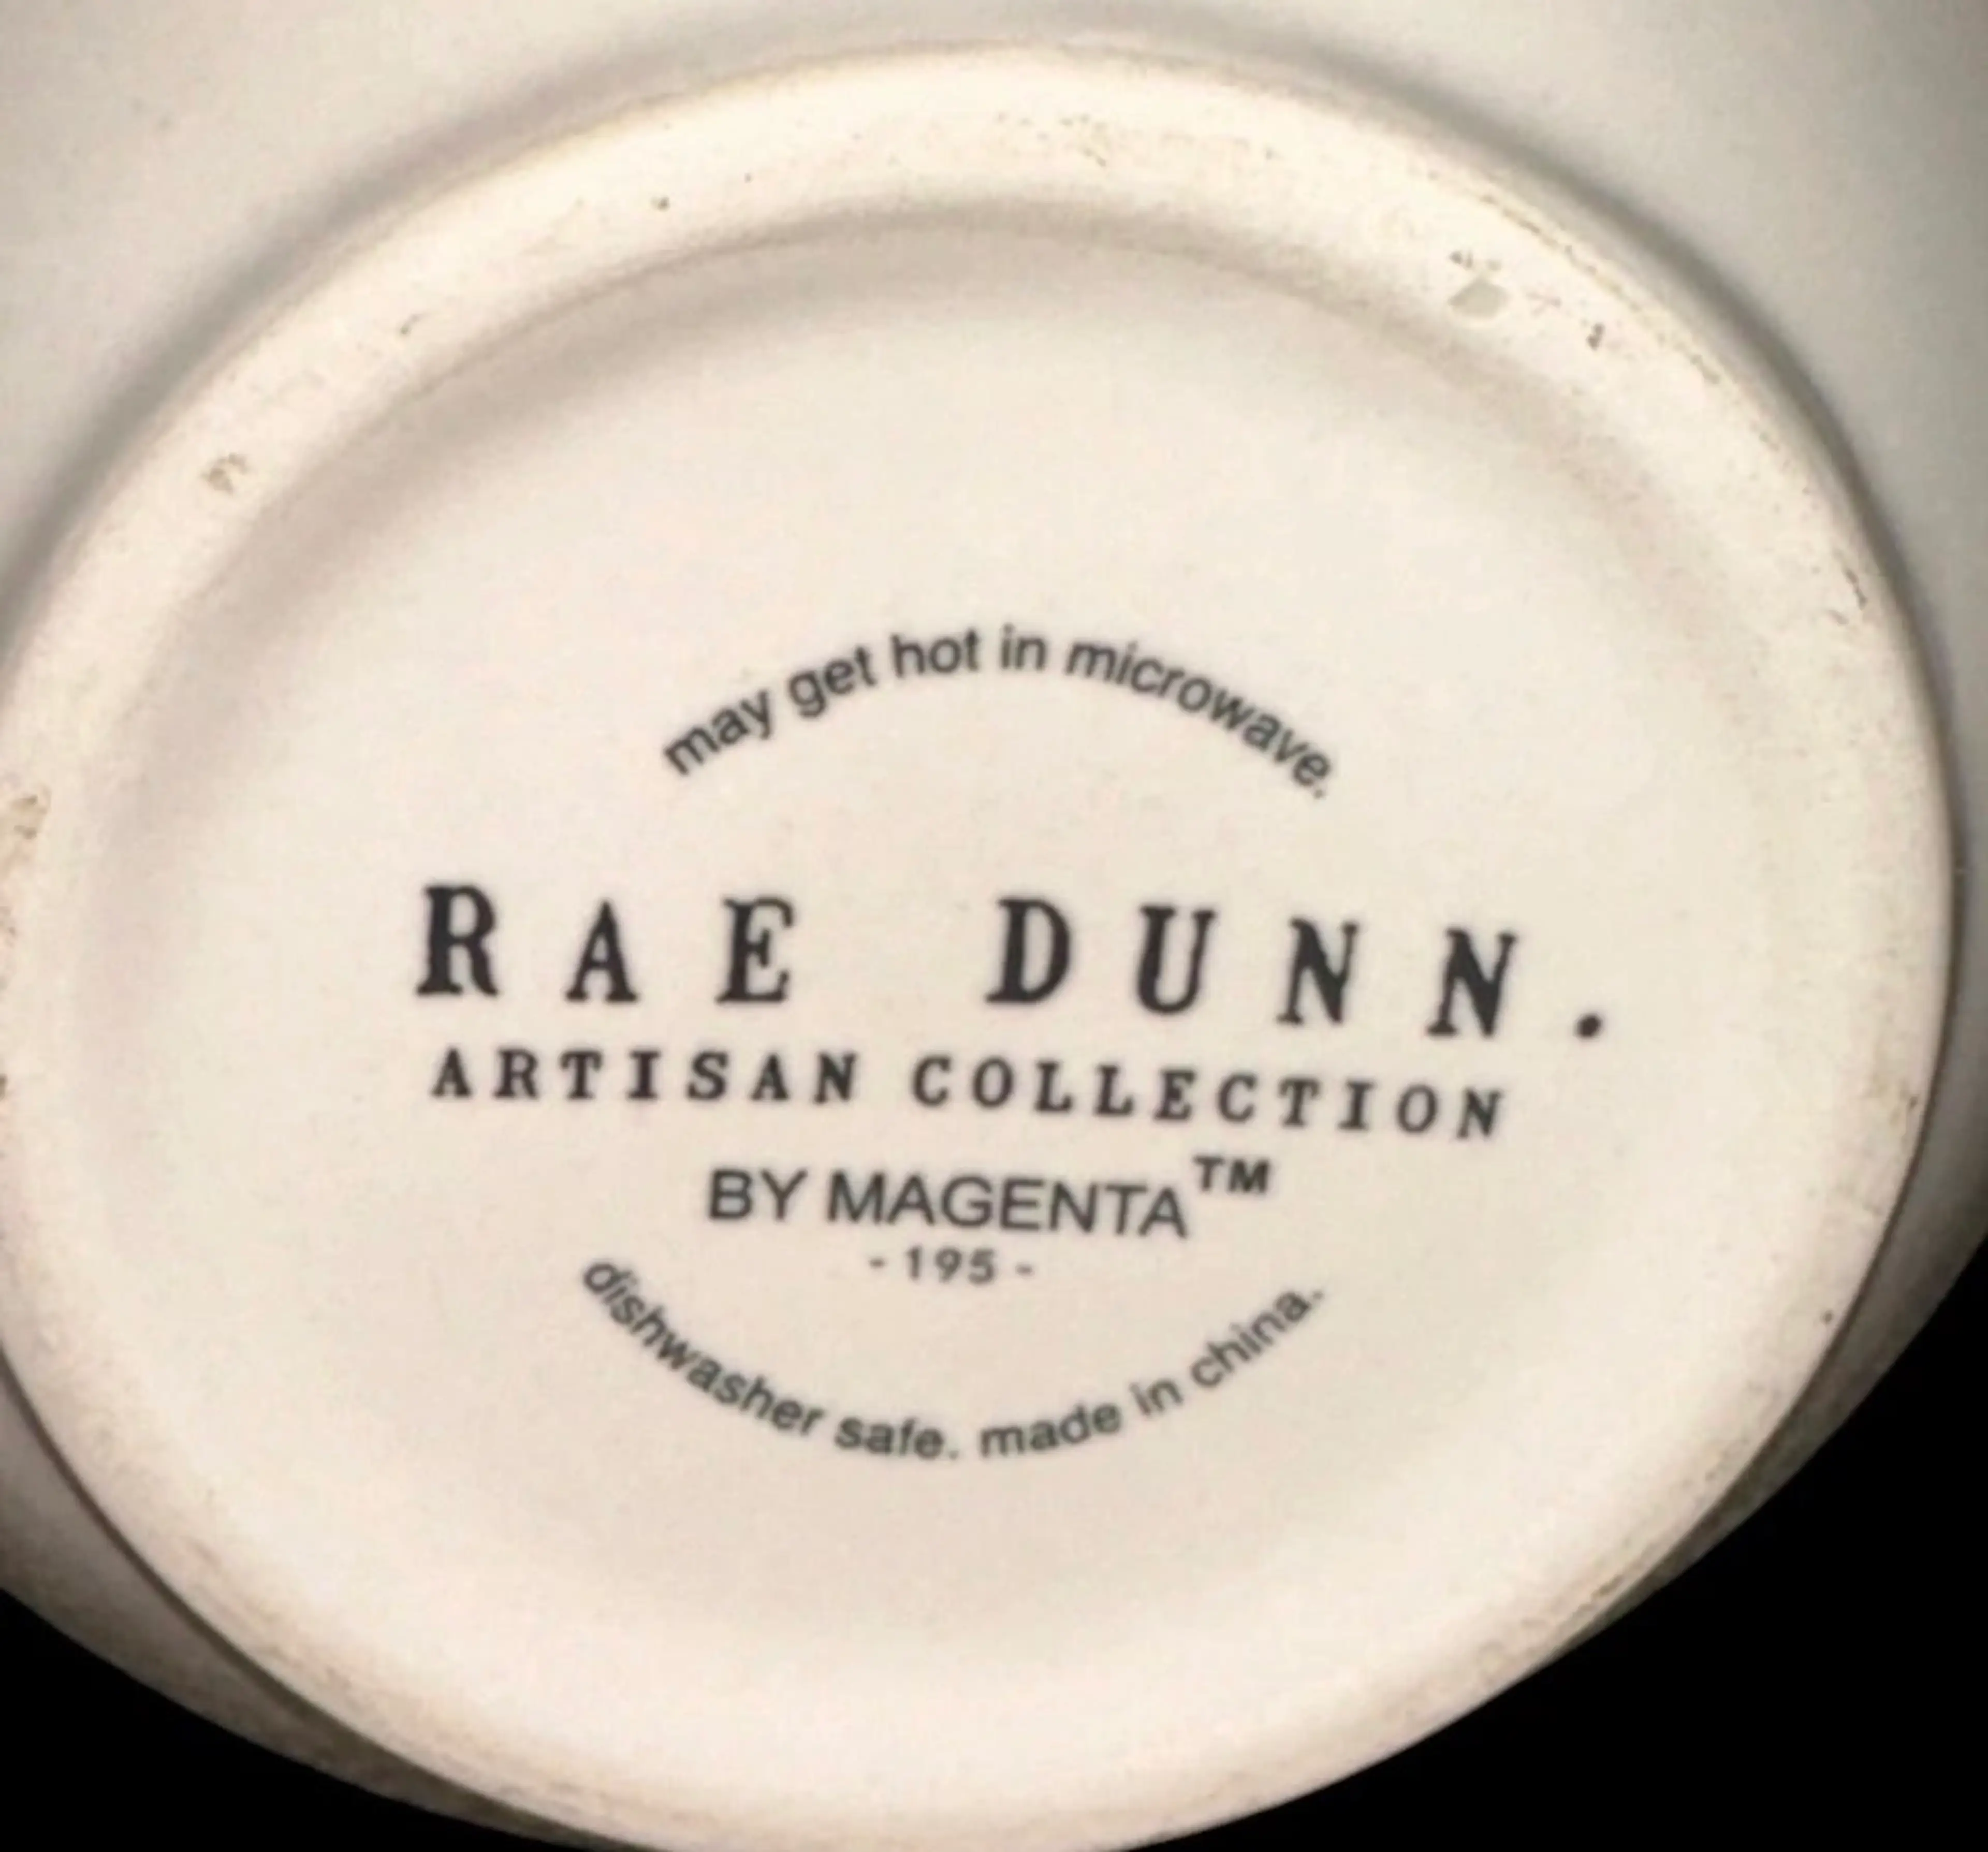 may get hot in microwave.
RAE DUNN.
ARTISAN COLLECTION
BY MAGENTA™
- 195 -
dishwasher safe. made in china.